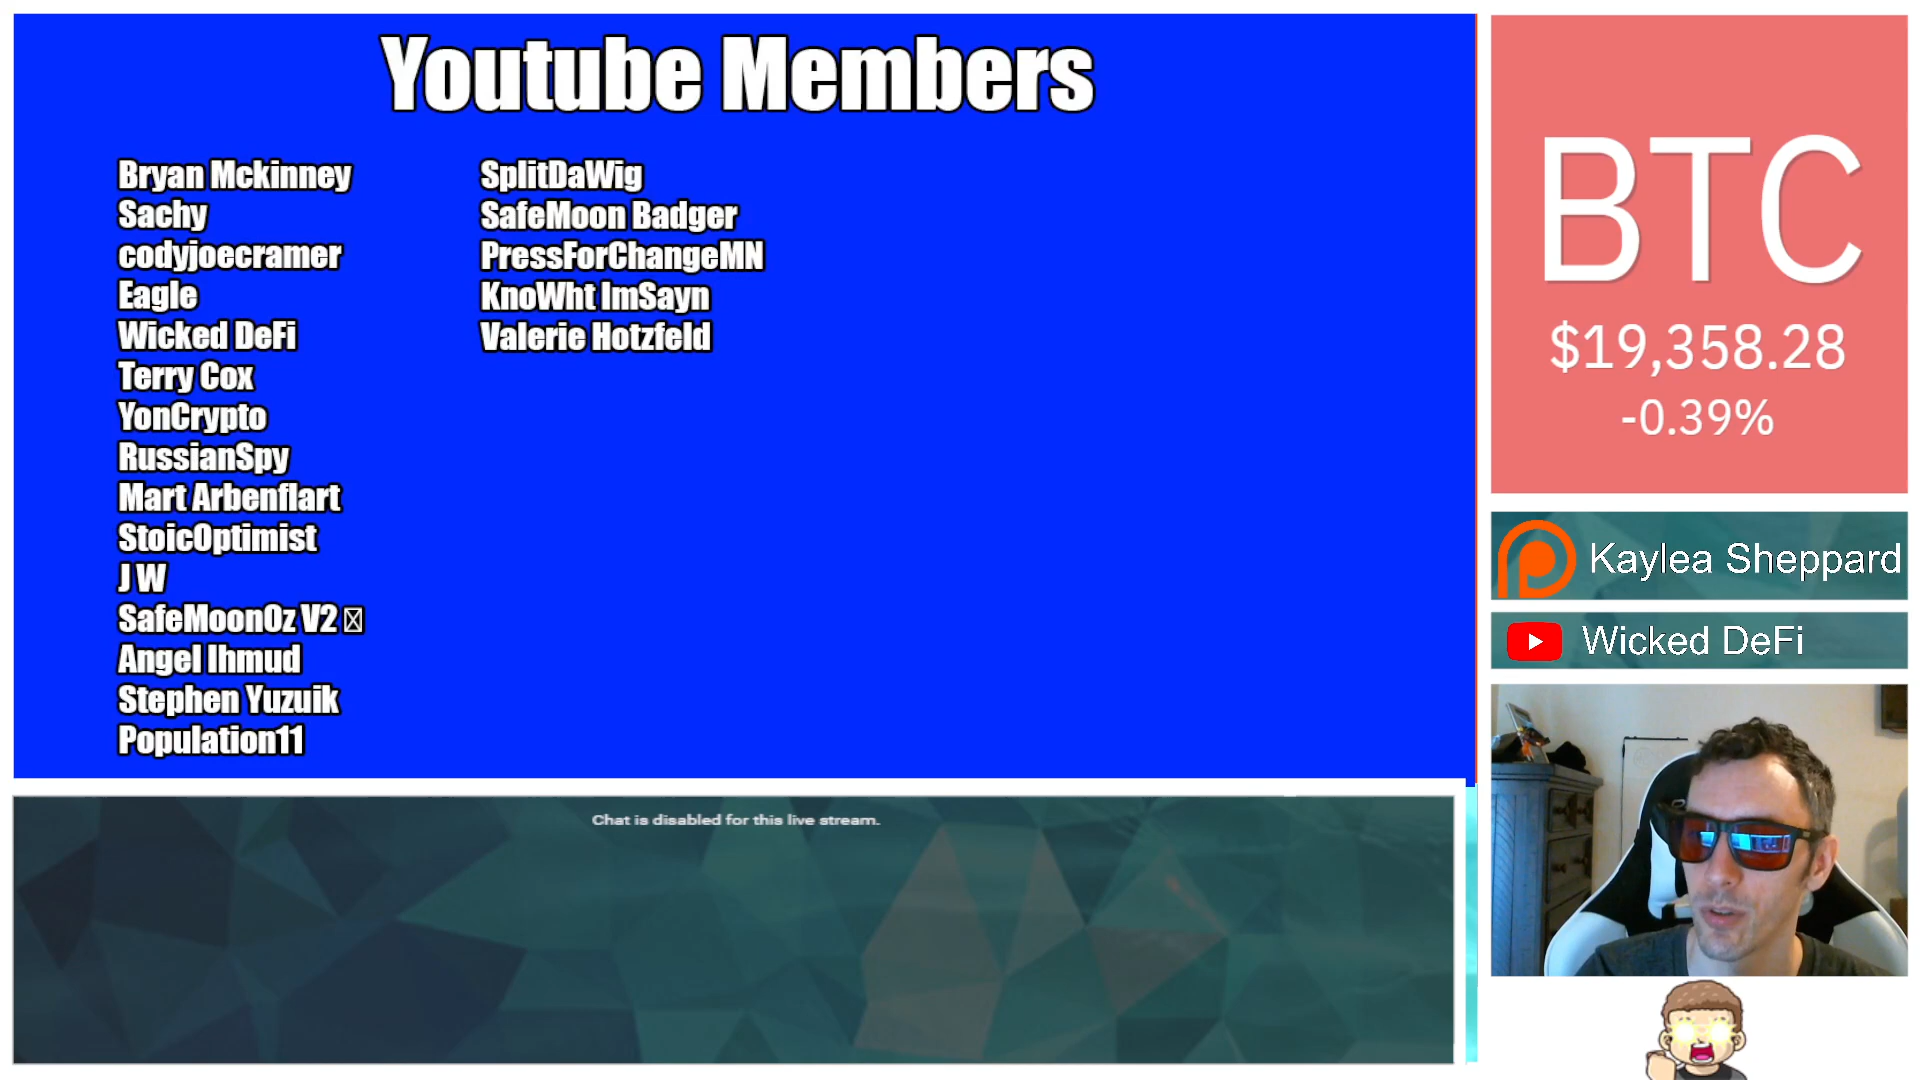 Youtube Members
Bryan Mckinney
Sachy
codyjoecramer
Eagle
Wicked DeFi
Terry Cox
YonCrypto
RussianSpy
Mart Arbenflart
StoicOptimist
J W
SafeMoonOz V2
Angel Ihmud
Stephen Yuzuik
Population11
SplitDaWig
SafeMoon Badger
PressForChangeMN
KnoWht ImSayn
Valerie Hotzfeld
BTC
$19,358.28
-0.39%
Kaylea Sheppard
Wicked DeFi
Chat is disabled for this live stream.